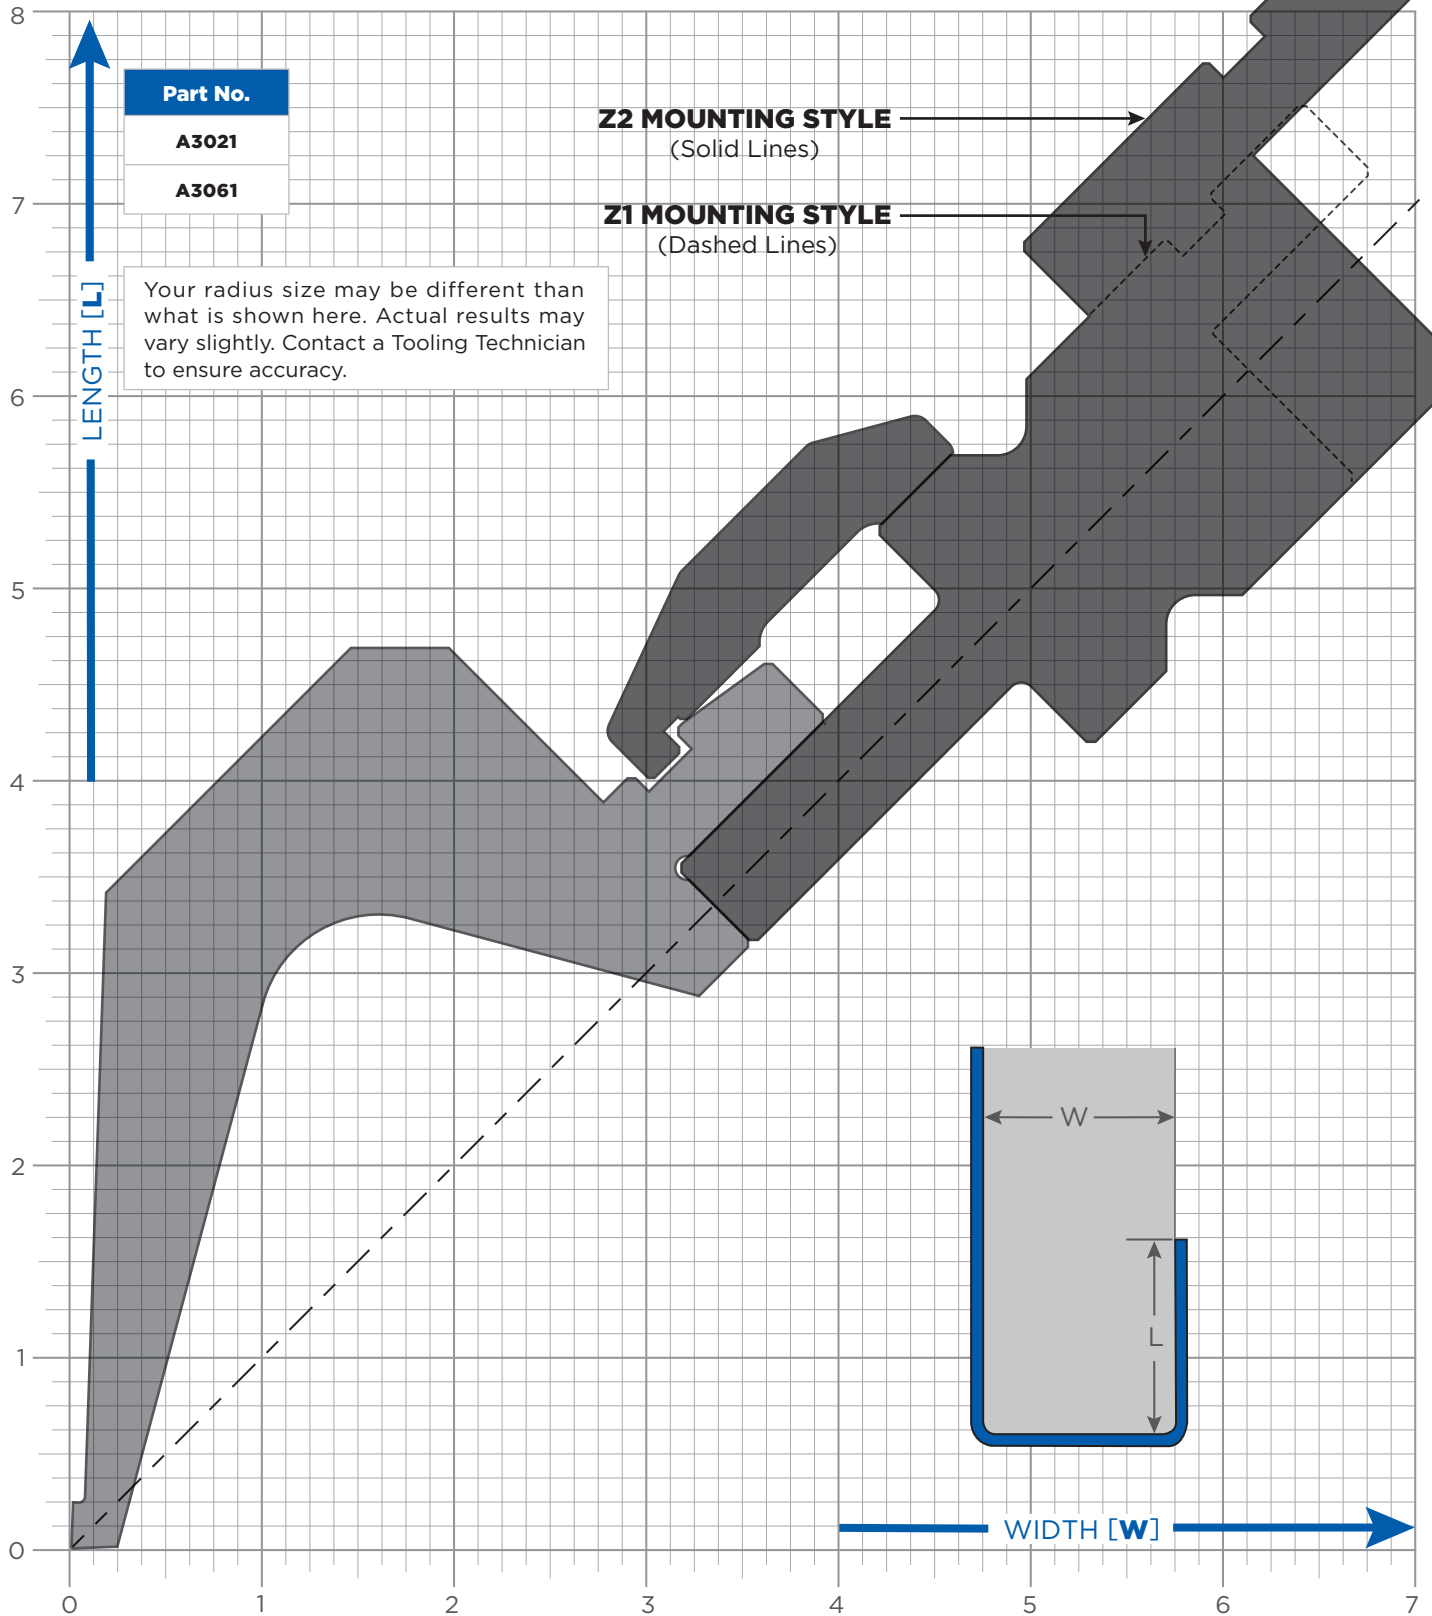 8
Part No.
A3021
A3061
Z2 MOUNTING STYLE
(Solid Lines)
7
Z1 MOUNTING STYLE
(Dashed Lines)
LENGTH [L]
Your radius size may be different than
what is shown here. Actual results may
vary slightly. Contact a Tooling Technician
to ensure accuracy.
6
5
4
3
W
2
1
L
WIDTH [W]
0
0 1 2 3 4 5 6 7